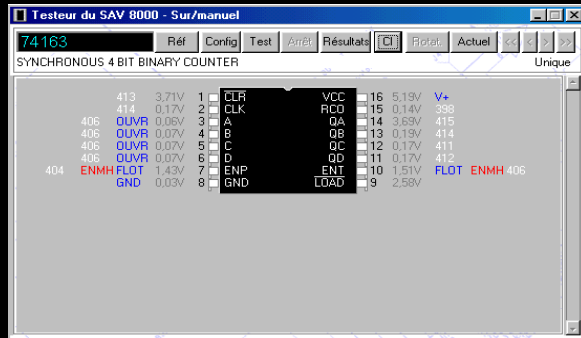 Testeur du SAV 8000 - Sur/manuel
74163 Réf Config Test Arrêt Résultats CI Rotat. Actuel << < > >>
SYNCHRONOUS 4 BIT BINARY COUNTER Unique
413 3,71V 1 CLR VCC 16 5,19V V+
414 0,17V 2 CLK RCO 15 0,14V 398
406 OUVR 0,06V 3 A QA 14 3,69V 415
406 OUVR 0,07V 4 B QB 13 0,19V 414
406 OUVR 0,07V 5 C QC 12 0,17V 411
406 OUVR 0,07V 6 D QD 11 0,17V 412
404 ENMH FLOT 1,43V 7 ENP ENT 10 1,51V FLOT ENMH 406
GND 0,03V 8 GND LOAD 9 2,58V